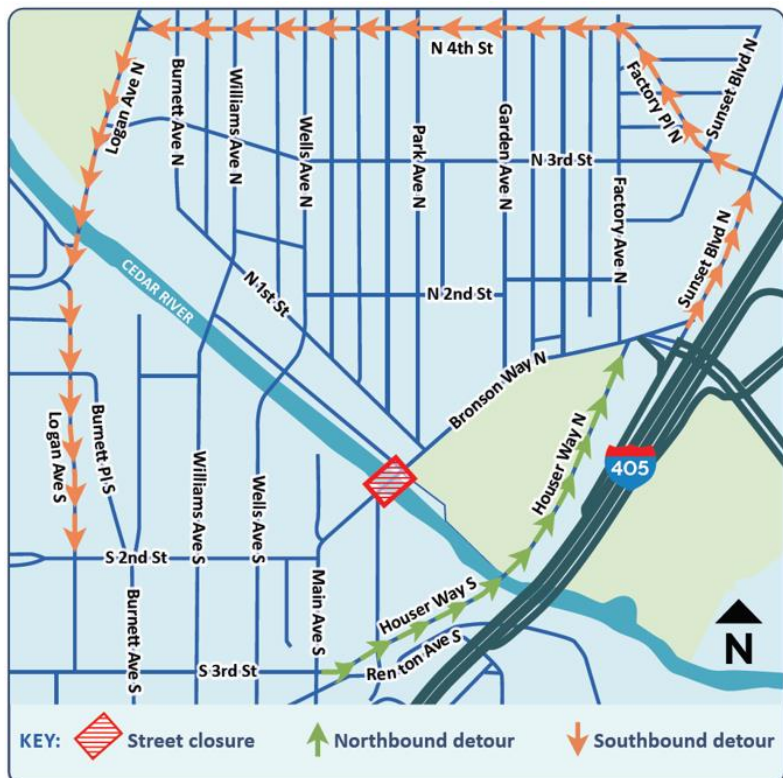 N 4th St
Logan Ave N
Burnett Ave N
Williams Ave N
Wells Ave N
Park Ave N
Garden Ave N
Factory Pl N
Sunset Blvd N
N 3rd St
Factory Ave N
CEDAR RIVER
N 1st St
N 2nd St
Sunset Blvd N
Bronson Way N
Logan Ave S
Burnett Pl S
Williams Ave S
Wells Ave S
Houser Way N
405
S 2nd St
Burnett Ave S
Main Ave S
Houser Way S
Renton Ave S
S 3rd St
N
KEY:
Street closure
Northbound detour
Southbound detour